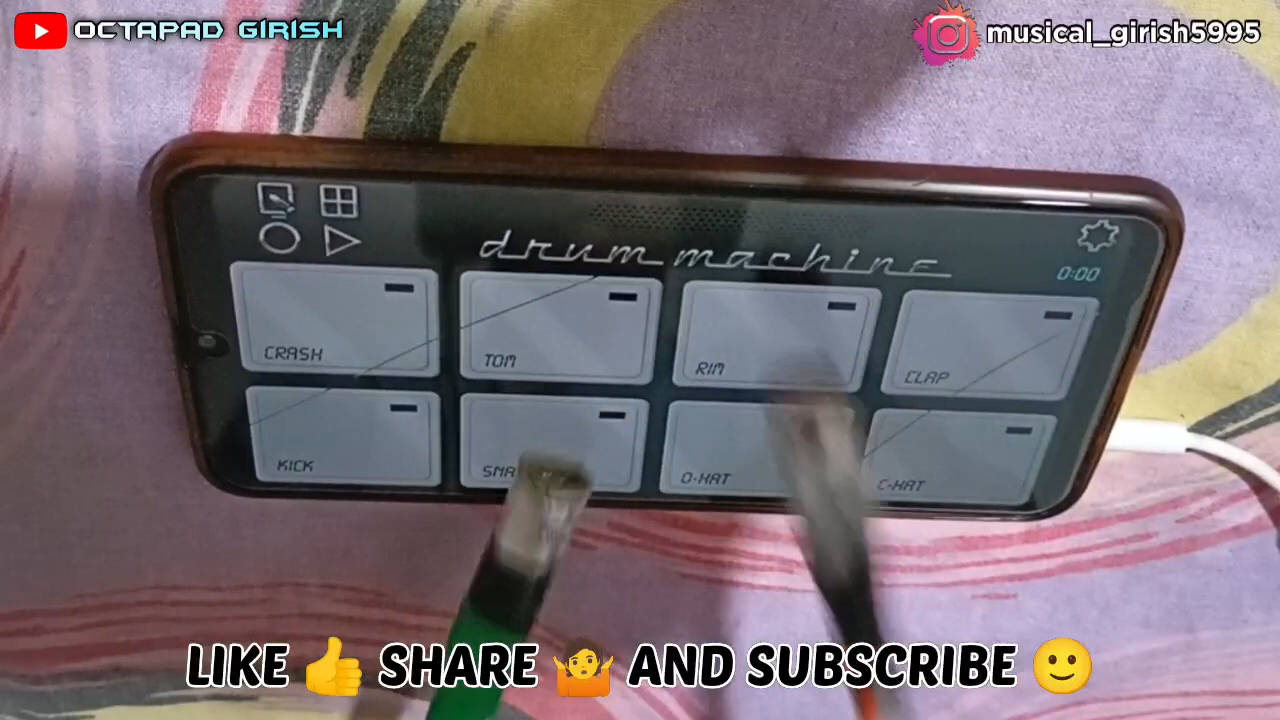 OCTAPAD GIRISH
musical_girish5995
drum machine
0:00
CRASH
TOM
RIM
CLAP
KICK
O-HAT
C-HAT
LIKE 👍 SHARE 🤷 AND SUBSCRIBE 🙂